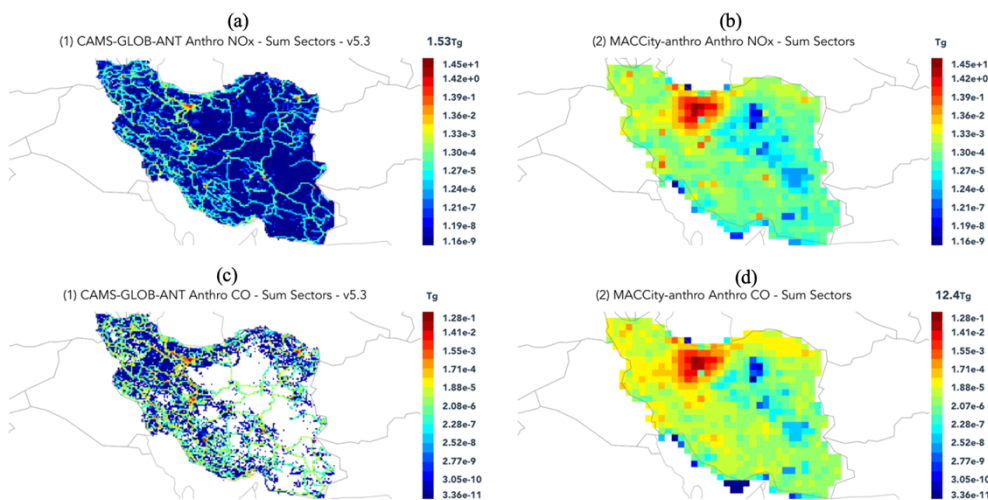 (a)
(1) CAMS-GLOB-ANT Anthro NOx - Sum Sectors - v5.3
1.53Tg
1.45e+1
1.42e+0
1.39e-1
1.36e-2
1.33e-3
1.30e-4
1.27e-5
1.24e-6
1.21e-7
1.19e-8
1.16e-9
(b)
(2) MACCity-anthro Anthro NOx - Sum Sectors
Tg
1.45e+1
1.42e+0
1.39e-1
1.36e-2
1.33e-3
1.30e-4
1.27e-5
1.24e-6
1.21e-7
1.19e-8
1.16e-9
(c)
(1) CAMS-GLOB-ANT Anthro CO - Sum Sectors - v5.3
Tg
1.28e-1
1.41e-2
1.55e-3
1.71e-4
1.88e-5
2.08e-6
2.29e-7
2.52e-8
2.77e-9
3.05e-10
3.36e-11
(d)
(2) MACCity-anthro Anthro CO - Sum Sectors
12.4Tg
1.28e-1
1.41e-2
1.55e-3
1.71e-4
1.88e-5
2.08e-6
2.29e-7
2.52e-8
2.77e-9
3.05e-10
3.36e-11